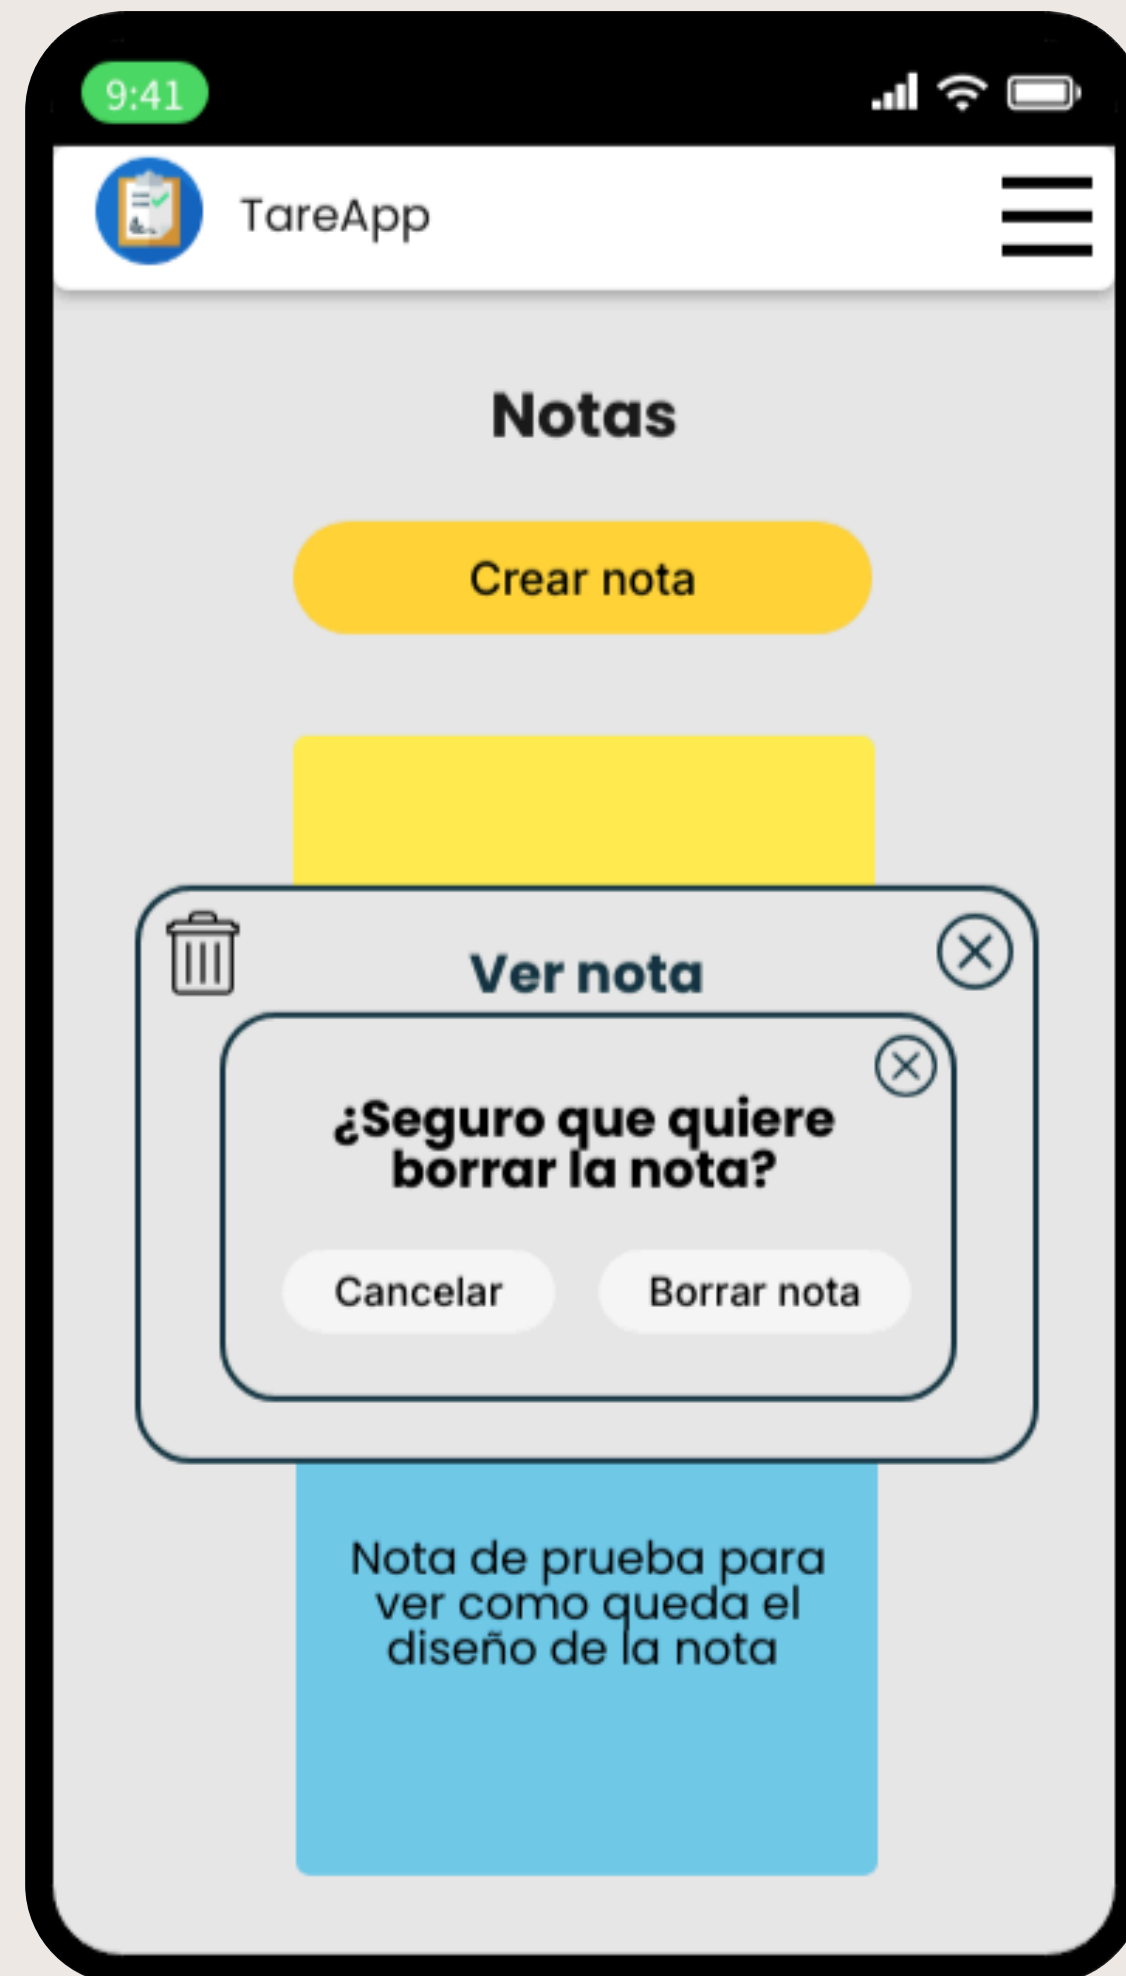 9:41
TareApp
Notas
Crear nota
Ver nota
¿Seguro que quiere
borrar la nota?
Cancelar
Borrar nota
Nota de prueba para
ver como queda el
diseño de la nota